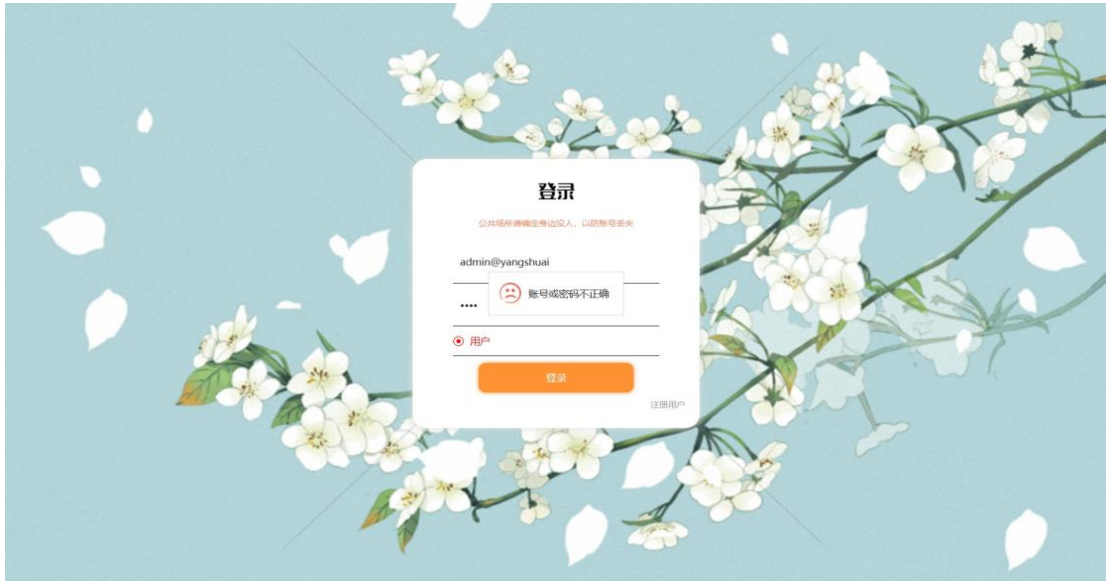 登录
公共场所请确定身边没人，以防账号丢失
admin@yangshuai
账号或密码不正确
••••
用户
登录
注册用户